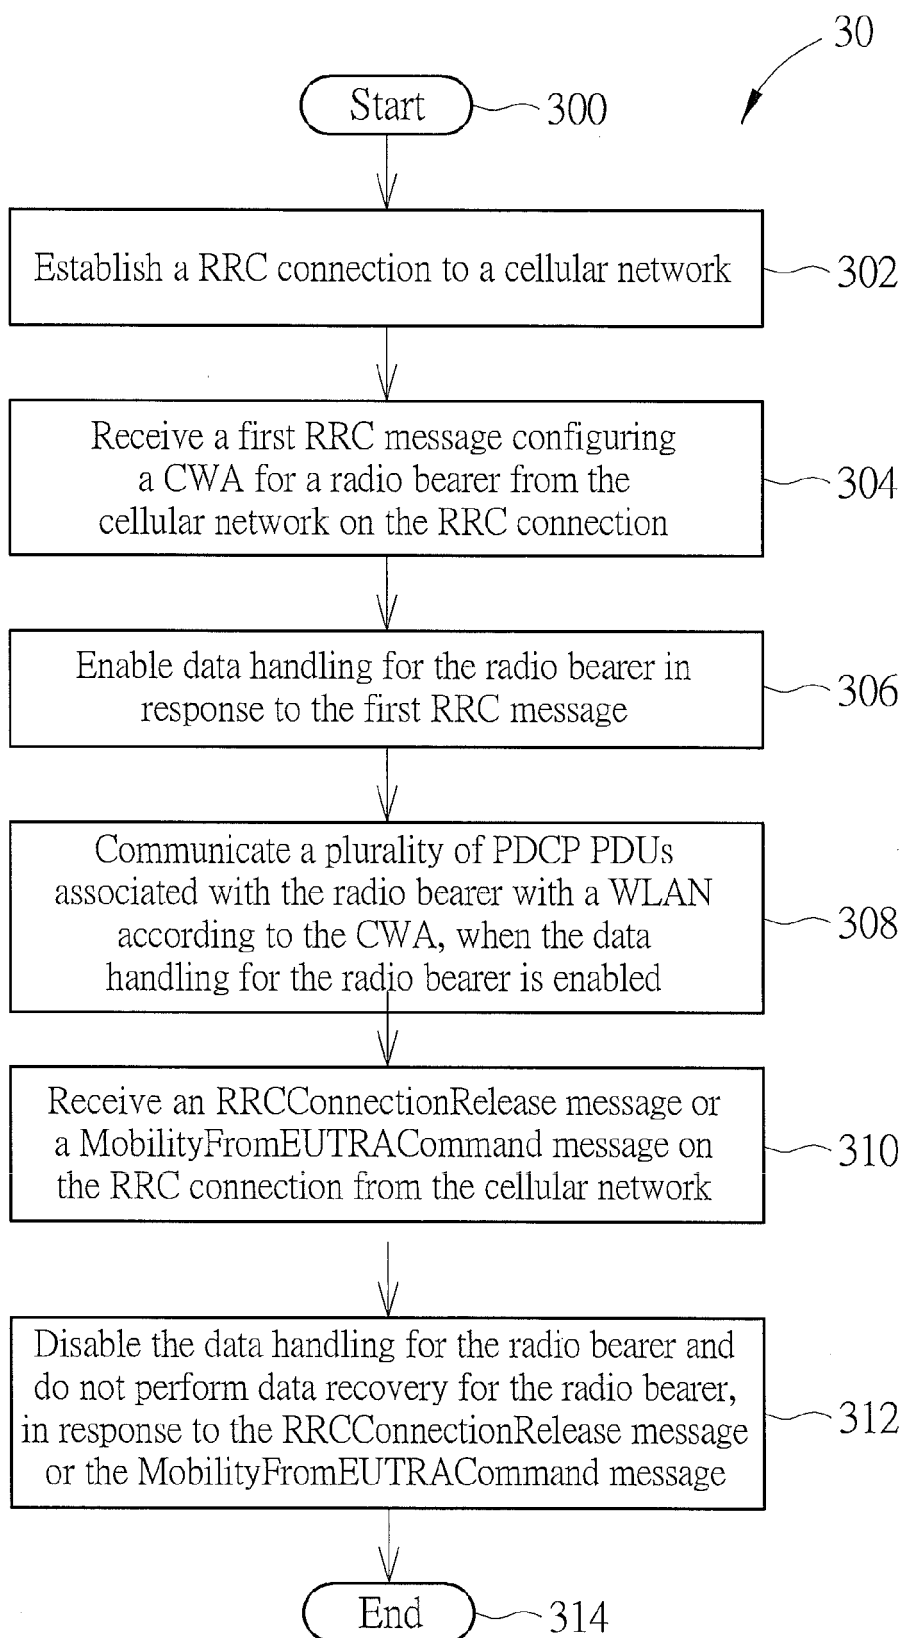 30
Start
300
Establish a RRC connection to a cellular network
302
Receive a first RRC message configuring
a CWA for a radio bearer from the
cellular network on the RRC connection
304
Enable data handling for the radio bearer in
response to the first RRC message
306
Communicate a plurality of PDCP PDUs
associated with the radio bearer with a WLAN
according to the CWA, when the data
handling for the radio bearer is enabled
308
Receive an RRCConnectionRelease message or
a MobilityFromEUTRACommand message on
the RRC connection from the cellular network
310
Disable the data handling for the radio bearer and
do not perform data recovery for the radio bearer,
in response to the RRCConnectionRelease message
or the MobilityFromEUTRACommand message
312
End
314